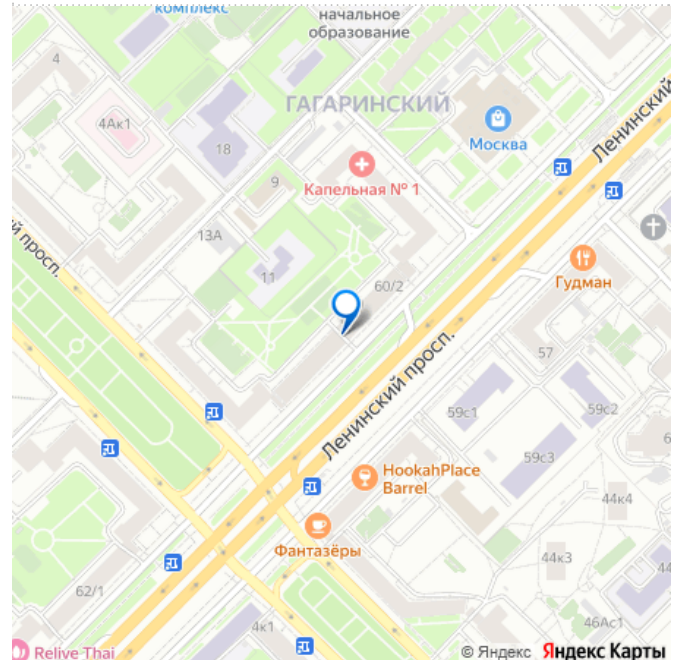 комплекс
начальное
образование
4
ГАГАРИНСКИЙ
4Ак1
18
Москва
Ленинский
9
Капельная № 1
13А
й просп.
11
60/2
Гудман
57
Ленинский просп.
59с1
59с2
6
59с3
HookahPlace
Barrel
44к4
Фантазёры
44к3
44
62/1
4к1
46Ас1
Relive Thai
© Яндекс Яндекс Карты